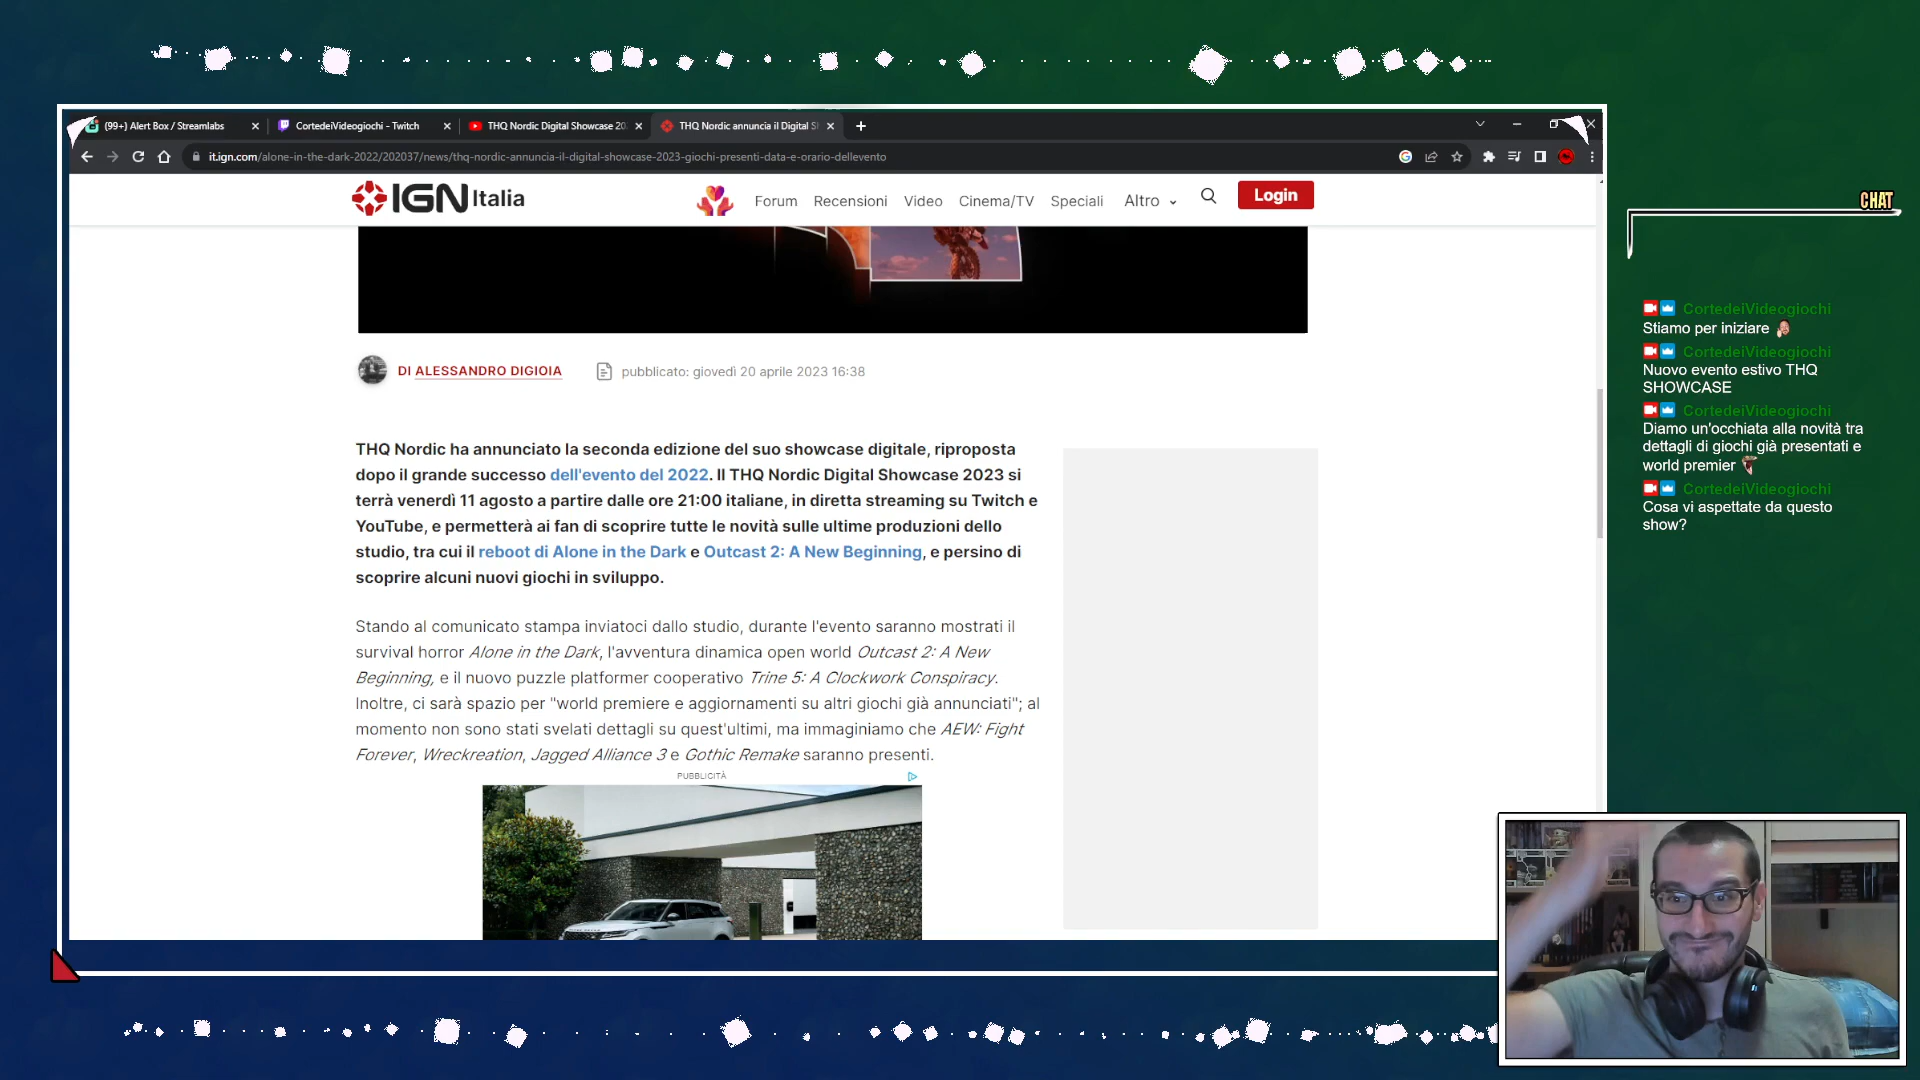 (99+) Alert Box / Streamlabs
CortedeiVideogiochi - Twitch
THQ Nordic Digital Showcase 20
THQ Nordic annuncia il Digital S
it.ign.com/alone-in-the-dark-2022/202037/news/thq-nordic-annuncia-il-digital-showcase-2023-giochi-presenti-data-e-orario-dellevento
IGN Italia
Forum Recensioni Video Cinema/TV Speciali Altro
Login
DI ALESSANDRO DIGIOIA
pubblicato: giovedì 20 aprile 2023 16:38
THQ Nordic ha annunciato la seconda edizione del suo showcase digitale, riproposta
dopo il grande successo dell'evento del 2022. Il THQ Nordic Digital Showcase 2023 si
terrà venerdì 11 agosto a partire dalle ore 21:00 italiane, in diretta streaming su Twitch e
YouTube, e permetterà ai fan di scoprire tutte le novità sulle ultime produzioni dello
studio, tra cui il reboot di Alone in the Dark e Outcast 2: A New Beginning, e persino di
scoprire alcuni nuovi giochi in sviluppo.
Stando al comunicato stampa inviatoci dallo studio, durante l'evento saranno mostrati il
survival horror Alone in the Dark, l'avventura dinamica open world Outcast 2: A New
Beginning, e il nuovo puzzle platformer cooperativo Trine 5: A Clockwork Conspiracy.
Inoltre, ci sarà spazio per "world premiere e aggiornamenti su altri giochi già annunciati"; al
momento non sono stati svelati dettagli su quest'ultimi, ma immaginiamo che AEW: Fight
Forever, Wreckreation, Jagged Alliance 3 e Gothic Remake saranno presenti.
PUBBLICITÀ
CHAT
CortedeiVideogiochi
Stiamo per iniziare
CortedeiVideogiochi
Nuovo evento estivo THQ
SHOWCASE
CortedeiVideogiochi
Diamo un'occhiata alla novità tra
dettagli di giochi già presentati e
world premier
CortedeiVideogiochi
Cosa vi aspettate da questo
show?